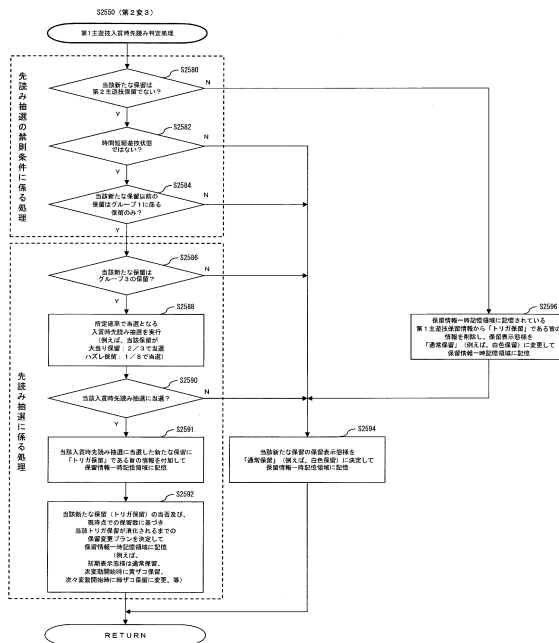 S2550（第２変３）
第１主遊技入賞時先読み判定処理
先読み抽選の禁則条件に係る処理
S2580
当該新たな保留は
第２主遊技保留でない？
N
Y
S2582
時間短縮遊技状態
ではない？
N
Y
S2584
当該新たな保留以前の
保留はグループ１に係る
保留のみ？
N
Y
先読み抽選に係る処理
S2586
当該新たな保留は
グループ３の保留？
N
Y
S2588
所定確率で当選となる
入賞時先読み抽選を実行
（例えば、当該保留が
大当り保留：２／３で当選
ハズレ保留：１／８で当選）
S2590
当該入賞時先読み抽選に当選？
N
Y
S2591
当該入賞時先読み抽選に当選した新たな保留に
「トリガ保留」である旨の情報を付加して
保留情報一時記憶領域に記憶
S2592
当該新たな保留（トリガ保留）の当否及び、
現時点での保留数に基づき
当該トリガ保留が消化されるまでの
保留変更プランを決定して
保留情報一時記憶領域に記憶
（例えば、
初期表示態様は通常保留、
次変動開始時に黄ザコ保留、
次々変動開始時に緑ザコ保留に変更、等）
S2594
当該新たな保留の保留表示態様を
「通常保留」（例えば、白色保留）に決定して
保留情報一時記憶領域に記憶
S2596
保留情報一時記憶領域に記憶されている
第１主遊技保留情報から「トリガ保留」である旨の
情報を削除し、保留表示態様を
「通常保留」（例えば、白色保留）に変更して
保留情報一時記憶領域に記憶
RETURN